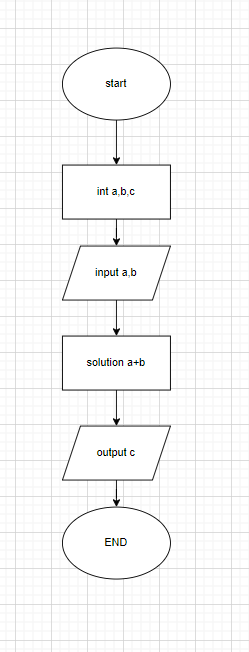 start
int a,b,c
input a,b
solution a+b
output c
END